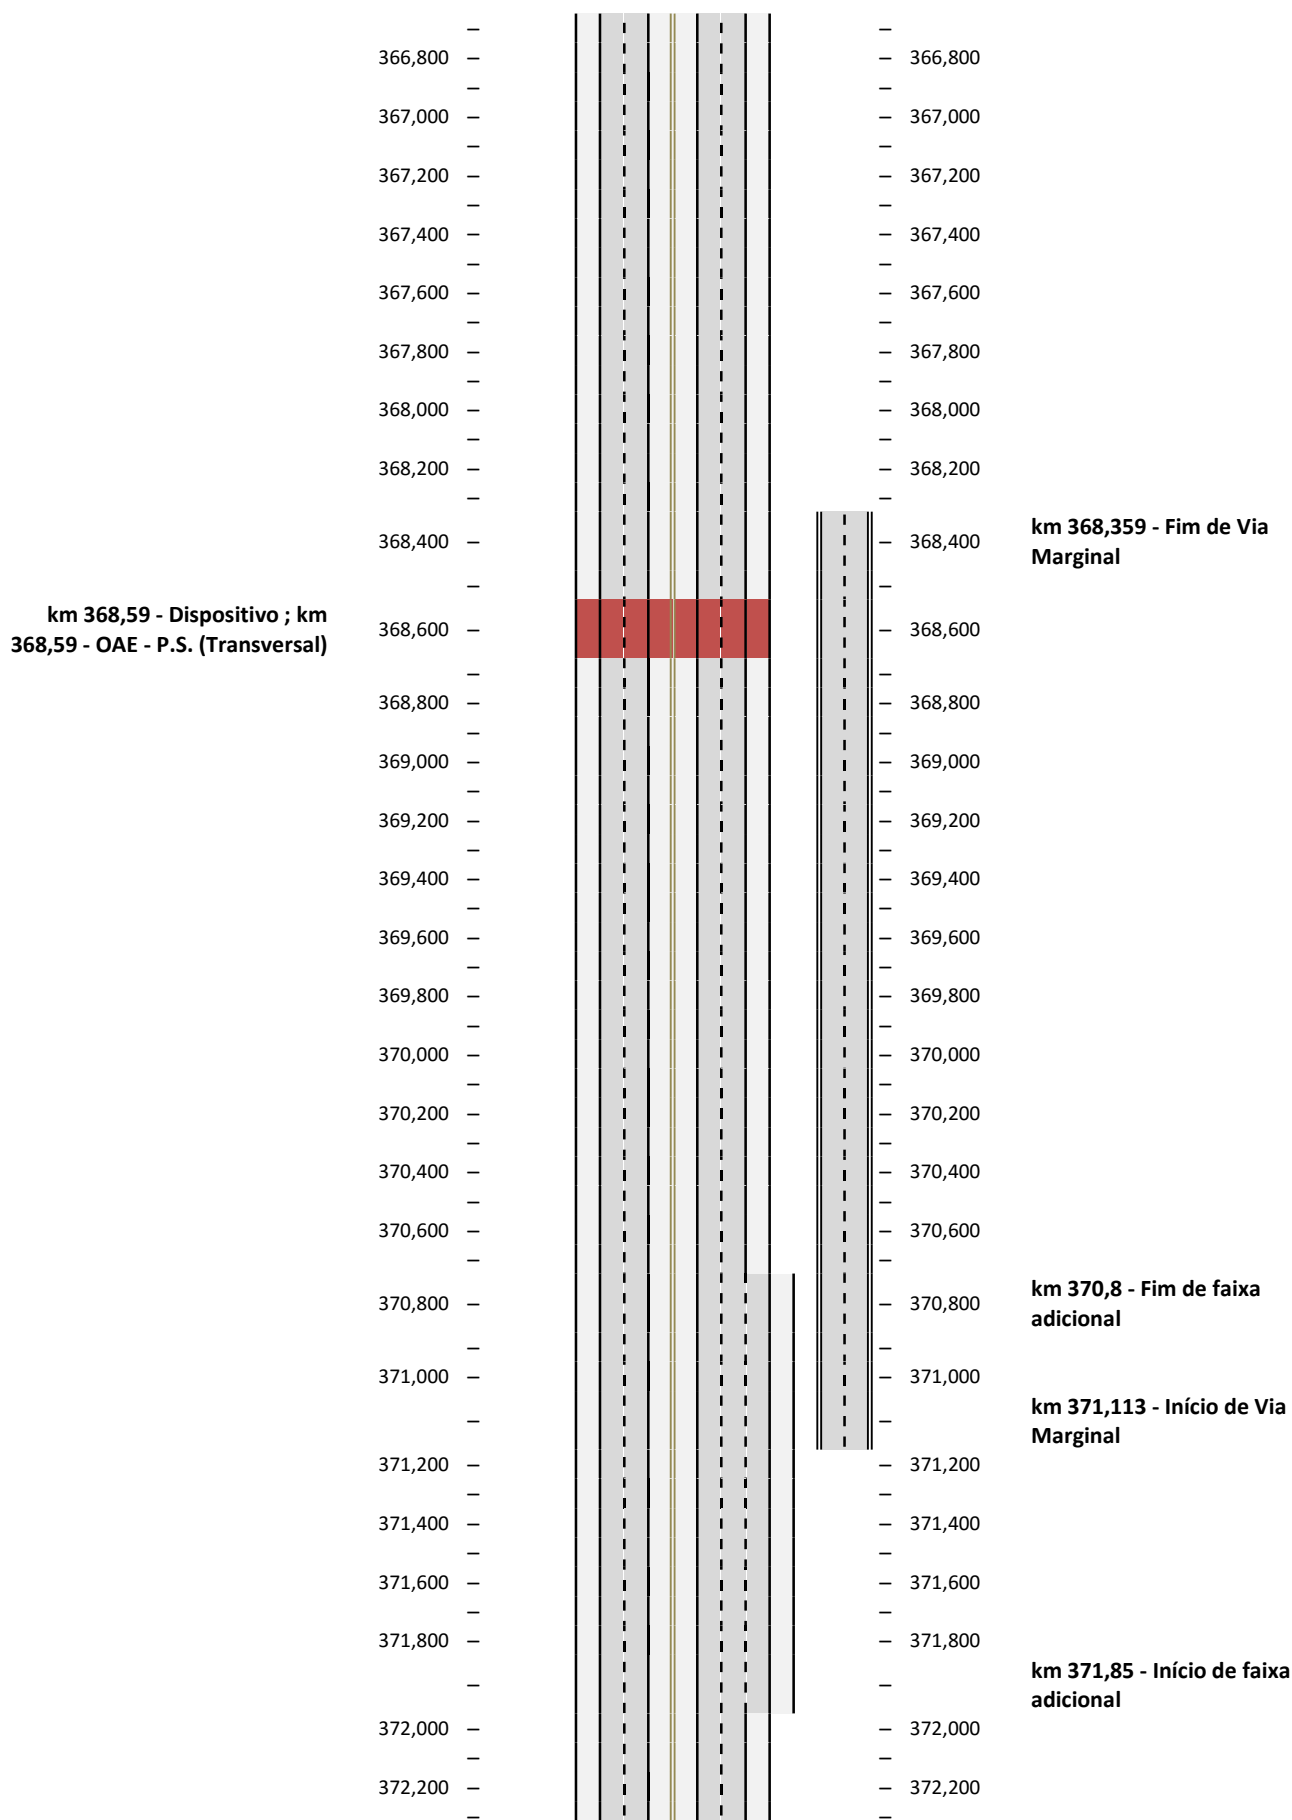 366,800 366,800
367,000 367,000
367,200 367,200
367,400 367,400
367,600 367,600
367,800 367,800
368,000 368,000
368,200 368,200
km 368,359 - Fim de Via
Marginal
368,400 368,400
km 368,59 - Dispositivo ; km
368,59 - OAE - P.S. (Transversal)
368,600 368,600
368,800 368,800
369,000 369,000
369,200 369,200
369,400 369,400
369,600 369,600
369,800 369,800
370,000 370,000
370,200 370,200
370,400 370,400
370,600 370,600
km 370,8 - Fim de faixa
adicional
370,800 370,800
371,000 371,000
km 371,113 - Início de Via
Marginal
371,200 371,200
371,400 371,400
371,600 371,600
371,800 371,800
km 371,85 - Início de faixa
adicional
372,000 372,000
372,200 372,200